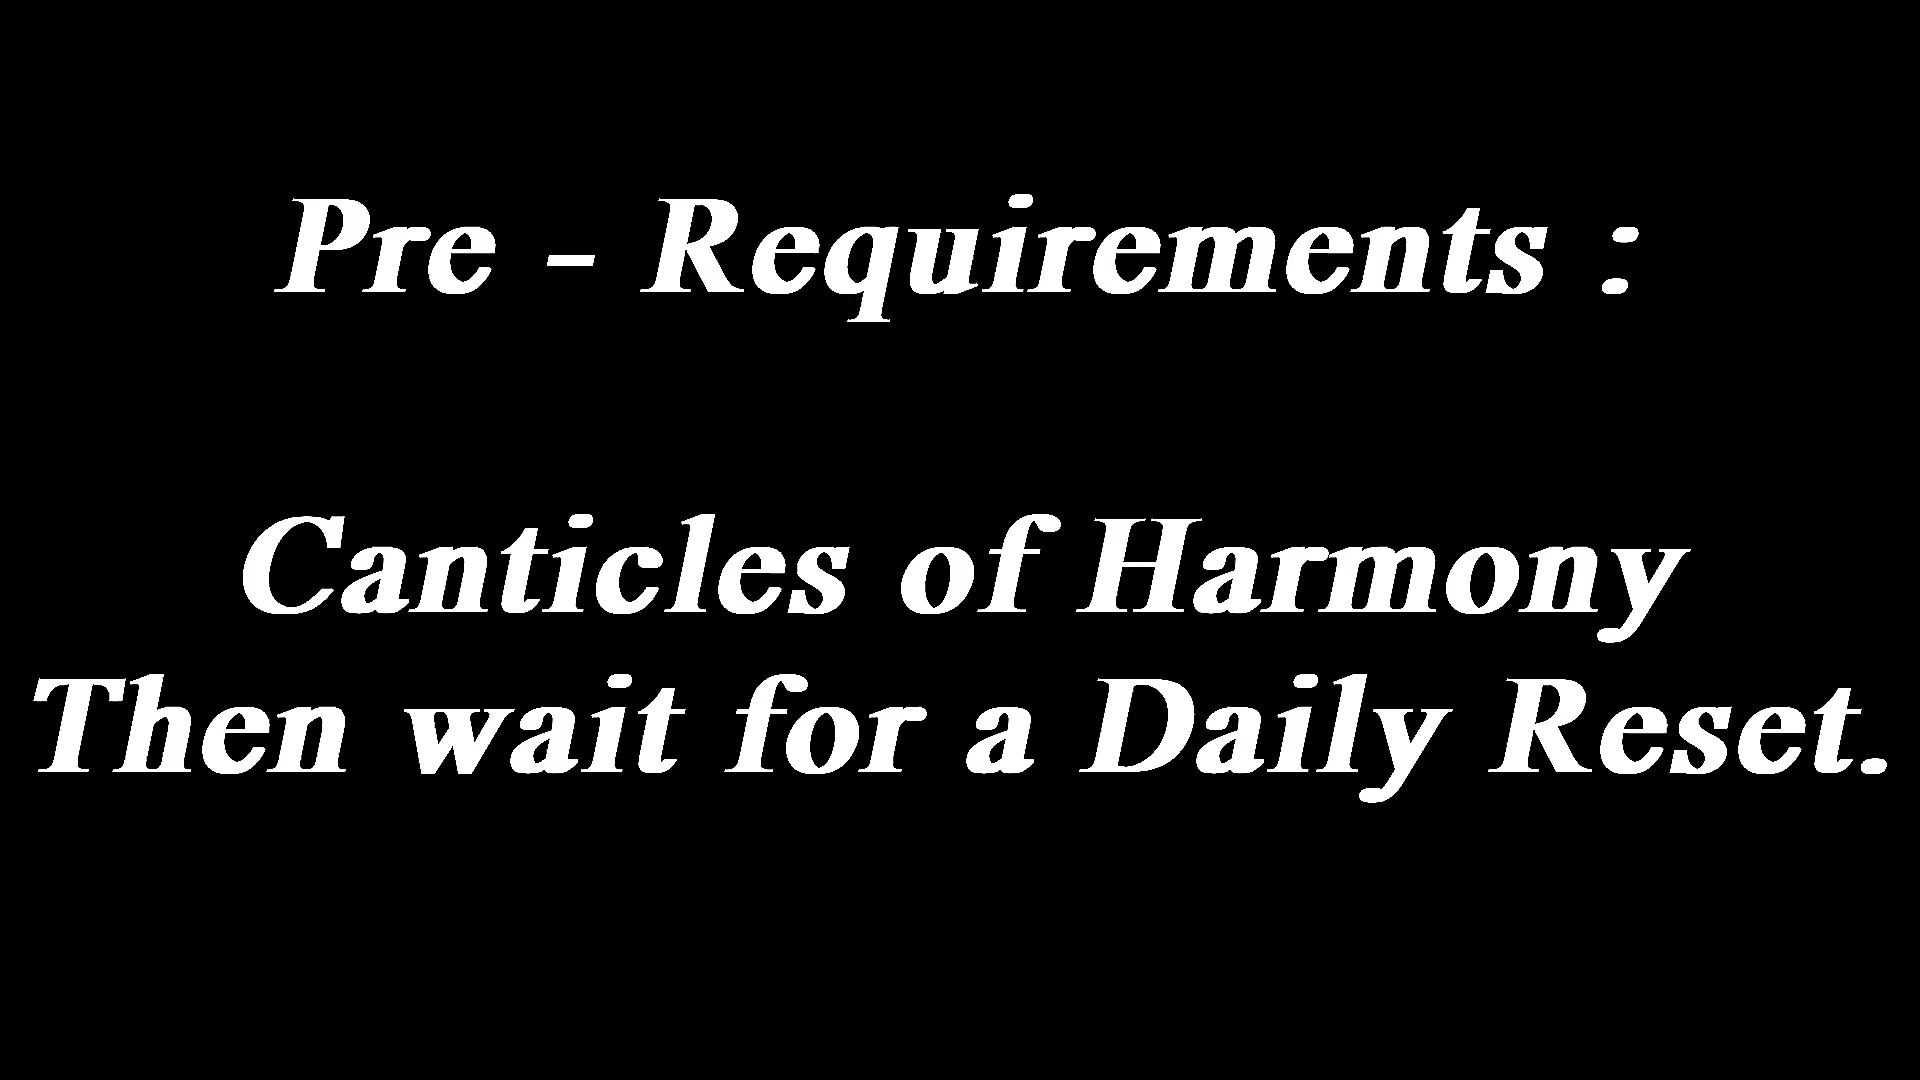 Pre - Requirements :
Canticles of Harmony
Then wait for a Daily Reset.